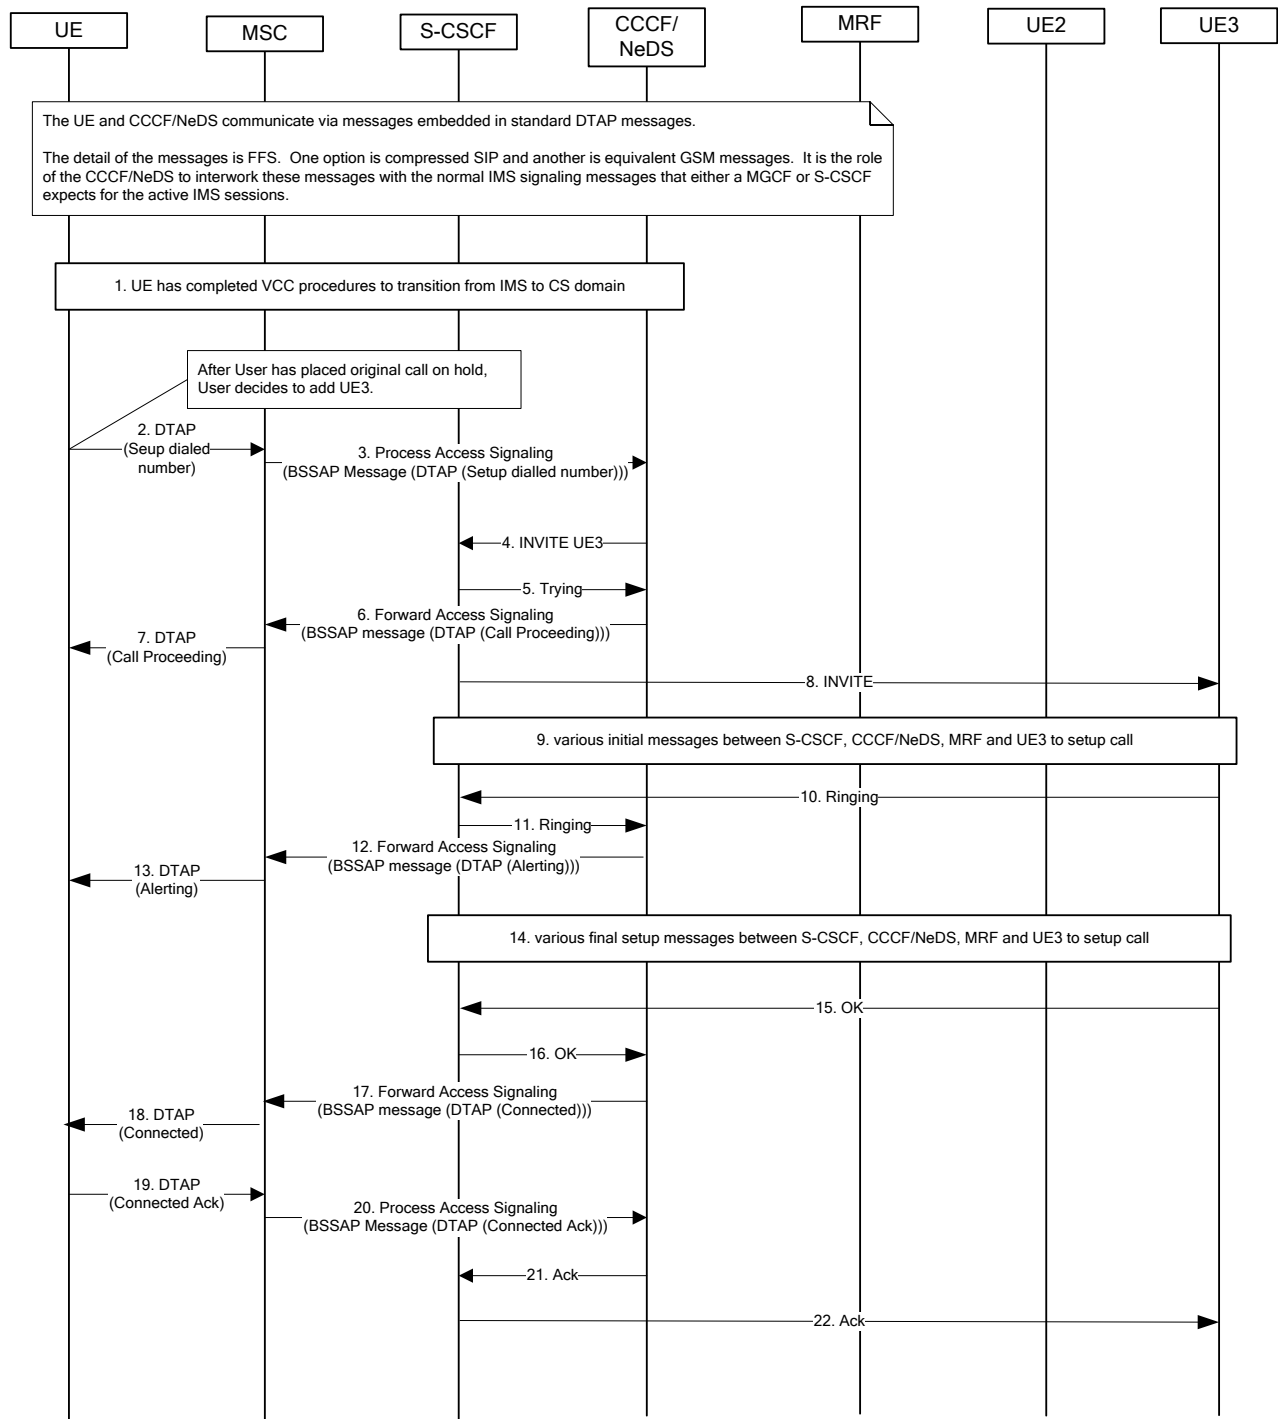 UE
MSC
S-CSCF
CCCF/
NeDS
MRF
UE2
UE3
The UE and CCCF/NeDS communicate via messages embedded in standard DTAP messages.
The detail of the messages is FFS. One option is compressed SIP and another is equivalent GSM messages. It is the role
of the CCCF/NeDS to interwork these messages with the normal IMS signaling messages that either a MGCF or S-CSCF
expects for the active IMS sessions.
1. UE has completed VCC procedures to transition from IMS to CS domain
After User has placed original call on hold,
User decides to add UE3.
2. DTAP
(Seup dialed
number)
3. Process Access Signaling
(BSSAP Message (DTAP (Setup dialled number)))
4. INVITE UE3
5. Trying
6. Forward Access Signaling
(BSSAP message (DTAP (Call Proceeding)))
7. DTAP
(Call Proceeding)
8. INVITE
9. various initial messages between S-CSCF, CCCF/NeDS, MRF and UE3 to setup call
10. Ringing
11. Ringing
12. Forward Access Signaling
(BSSAP message (DTAP (Alerting)))
13. DTAP
(Alerting)
14. various final setup messages between S-CSCF, CCCF/NeDS, MRF and UE3 to setup call
15. OK
16. OK
17. Forward Access Signaling
(BSSAP message (DTAP (Connected)))
18. DTAP
(Connected)
19. DTAP
(Connected Ack)
20. Process Access Signaling
(BSSAP Message (DTAP (Connected Ack)))
21. Ack
22. Ack